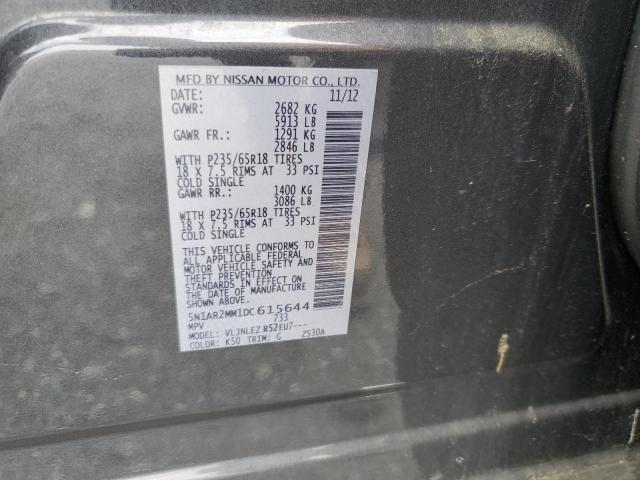 MFD BY NISSAN MOTOR CO., LTD.
DATE: 11/12
GVWR: 2682 KG
5913 LB
GAWR FR.: 1291 KG
2846 LB
WITH P235/65R18 TIRES
18 X 7.5 RIMS AT 33 PSI
COLD SINGLE
GAWR RR.: 1400 KG
3086 LB
WITH P235/65R18 TIRES
18 X 7.5 RIMS AT 33 PSI
COLD SINGLE
THIS VEHICLE CONFORMS TO
ALL APPLICABLE FEDERAL
MOTOR VEHICLE SAFETY AND
THEFT PREVENTION
STANDARDS IN EFFECT ON
THE DATE OF MANUFACTURE
SHOWN ABOVE.
5N1AR2MM1DC615644
MPV 733
MODEL: VLJNLEZ R52EU7---
COLOR: K50 TRIM: G ZS30A